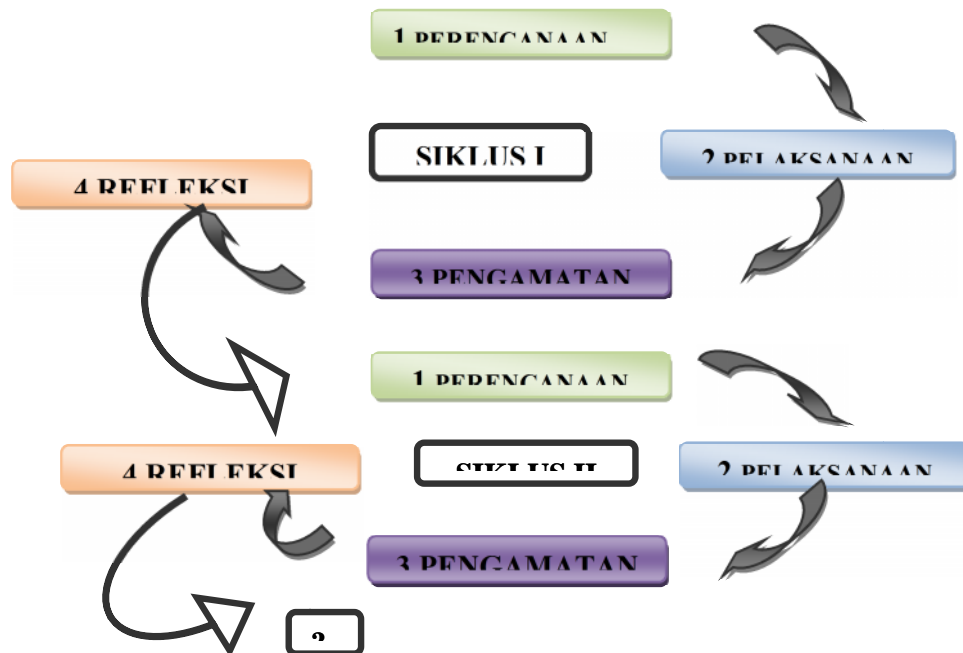 1 PERENCANAAN
SIKLUS I
2 PELAKSANAAN
4 REFLEKSI
3 PENGAMATAN
1 PERENCANAAN
SIKLUS II
4 REFLEKSI
2 PELAKSANAAN
3 PENGAMATAN
?